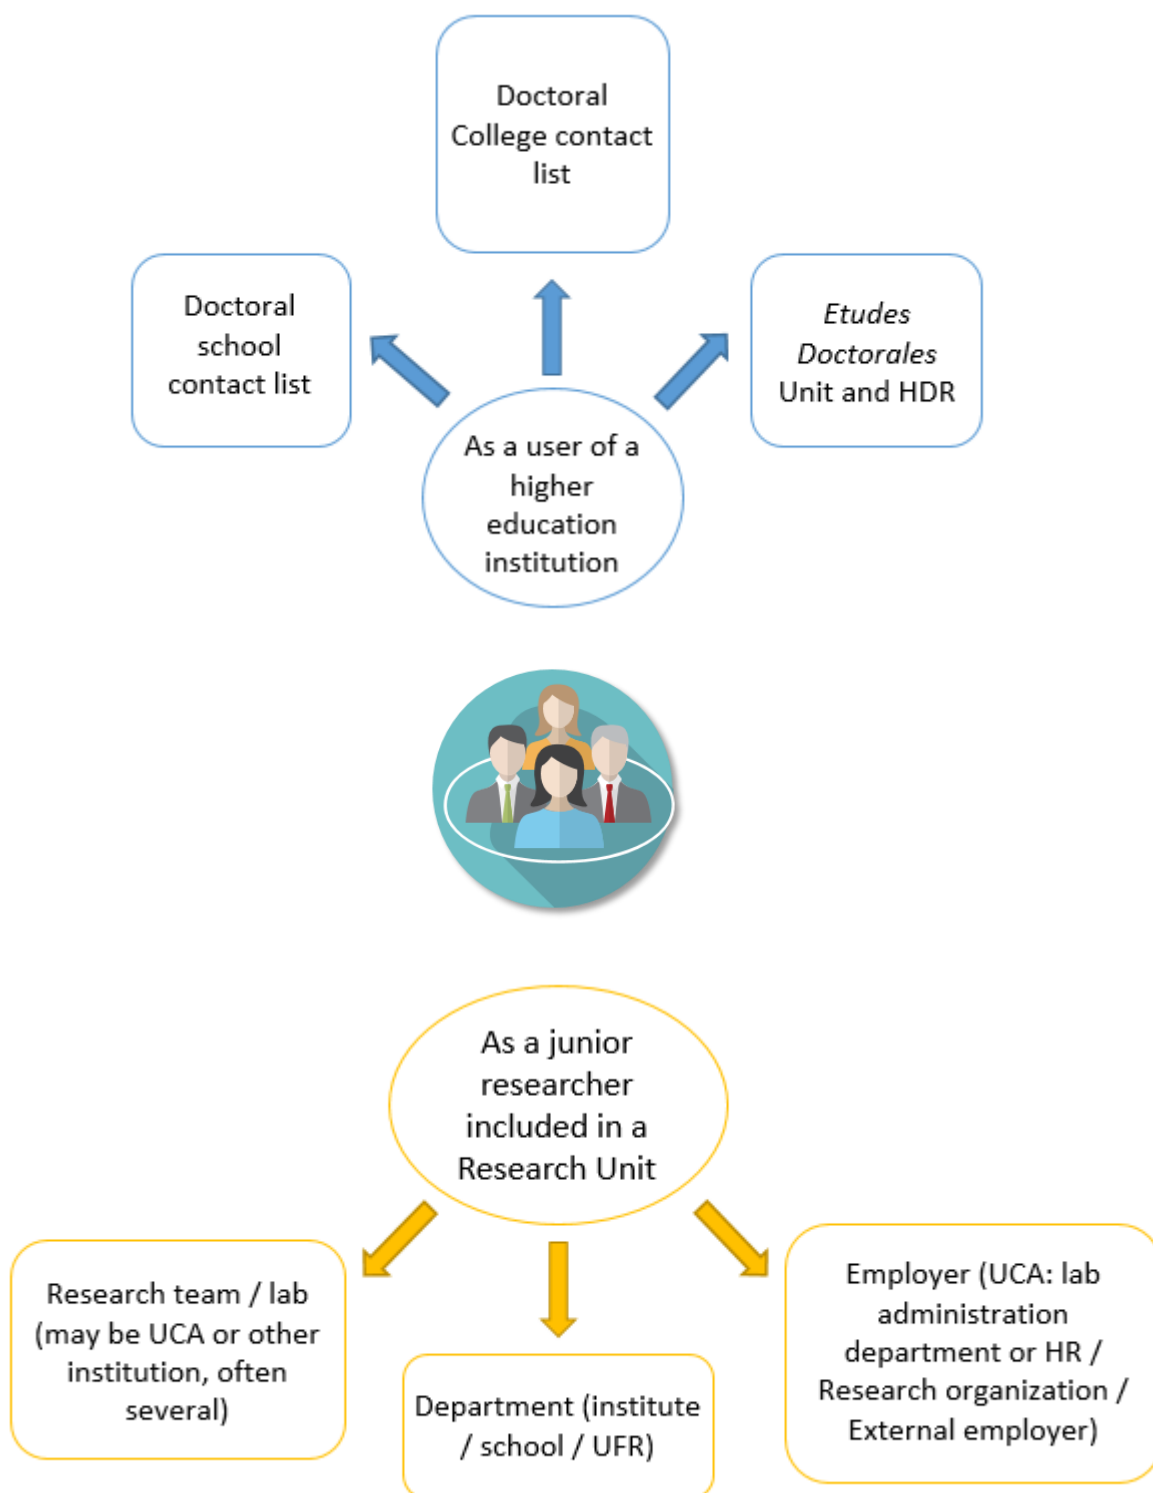 Doctoral
College contact
list
Doctoral
school
contact list
Etudes
Doctorales
Unit and HDR
As a user of a
higher
education
institution
As a junior
researcher
included in a
Research Unit
Research team / lab
(may be UCA or other
institution, often
several)
Department (institute
/ school / UFR)
Employer (UCA: lab
administration
department or HR /
Research organization /
External employer)